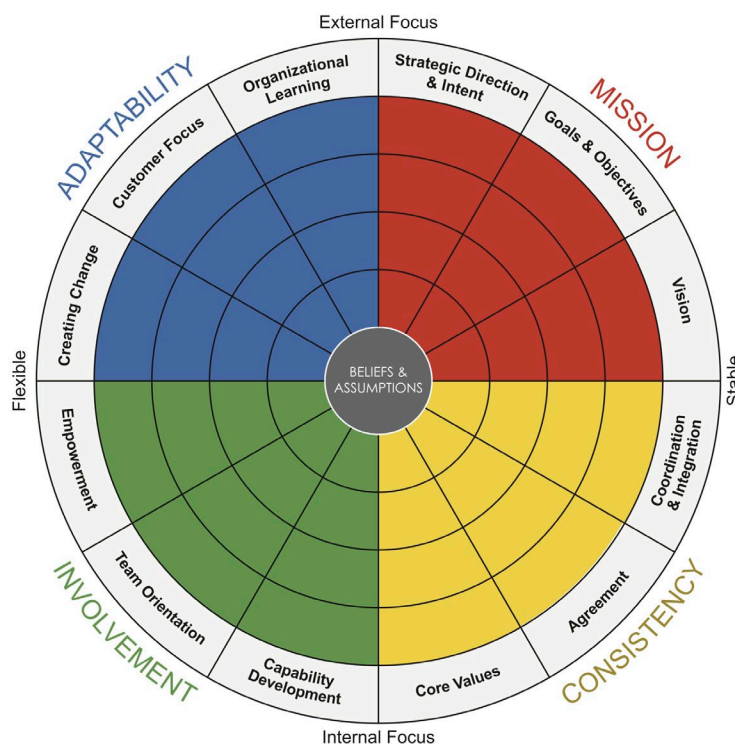 External Focus
ADAPTABILITY
MISSION
Organizational
Learning
Strategic Direction
& Intent
Customer Focus
Goals & Objectives
Creating Change
Vision
Flexible
BELIEFS &
ASSUMPTIONS
Stable
Empowerment
Coordination
& Integration
Team Orientation
Agreement
Capability
Development
Core Values
INVOLVEMENT
CONSISTENCY
Internal Focus